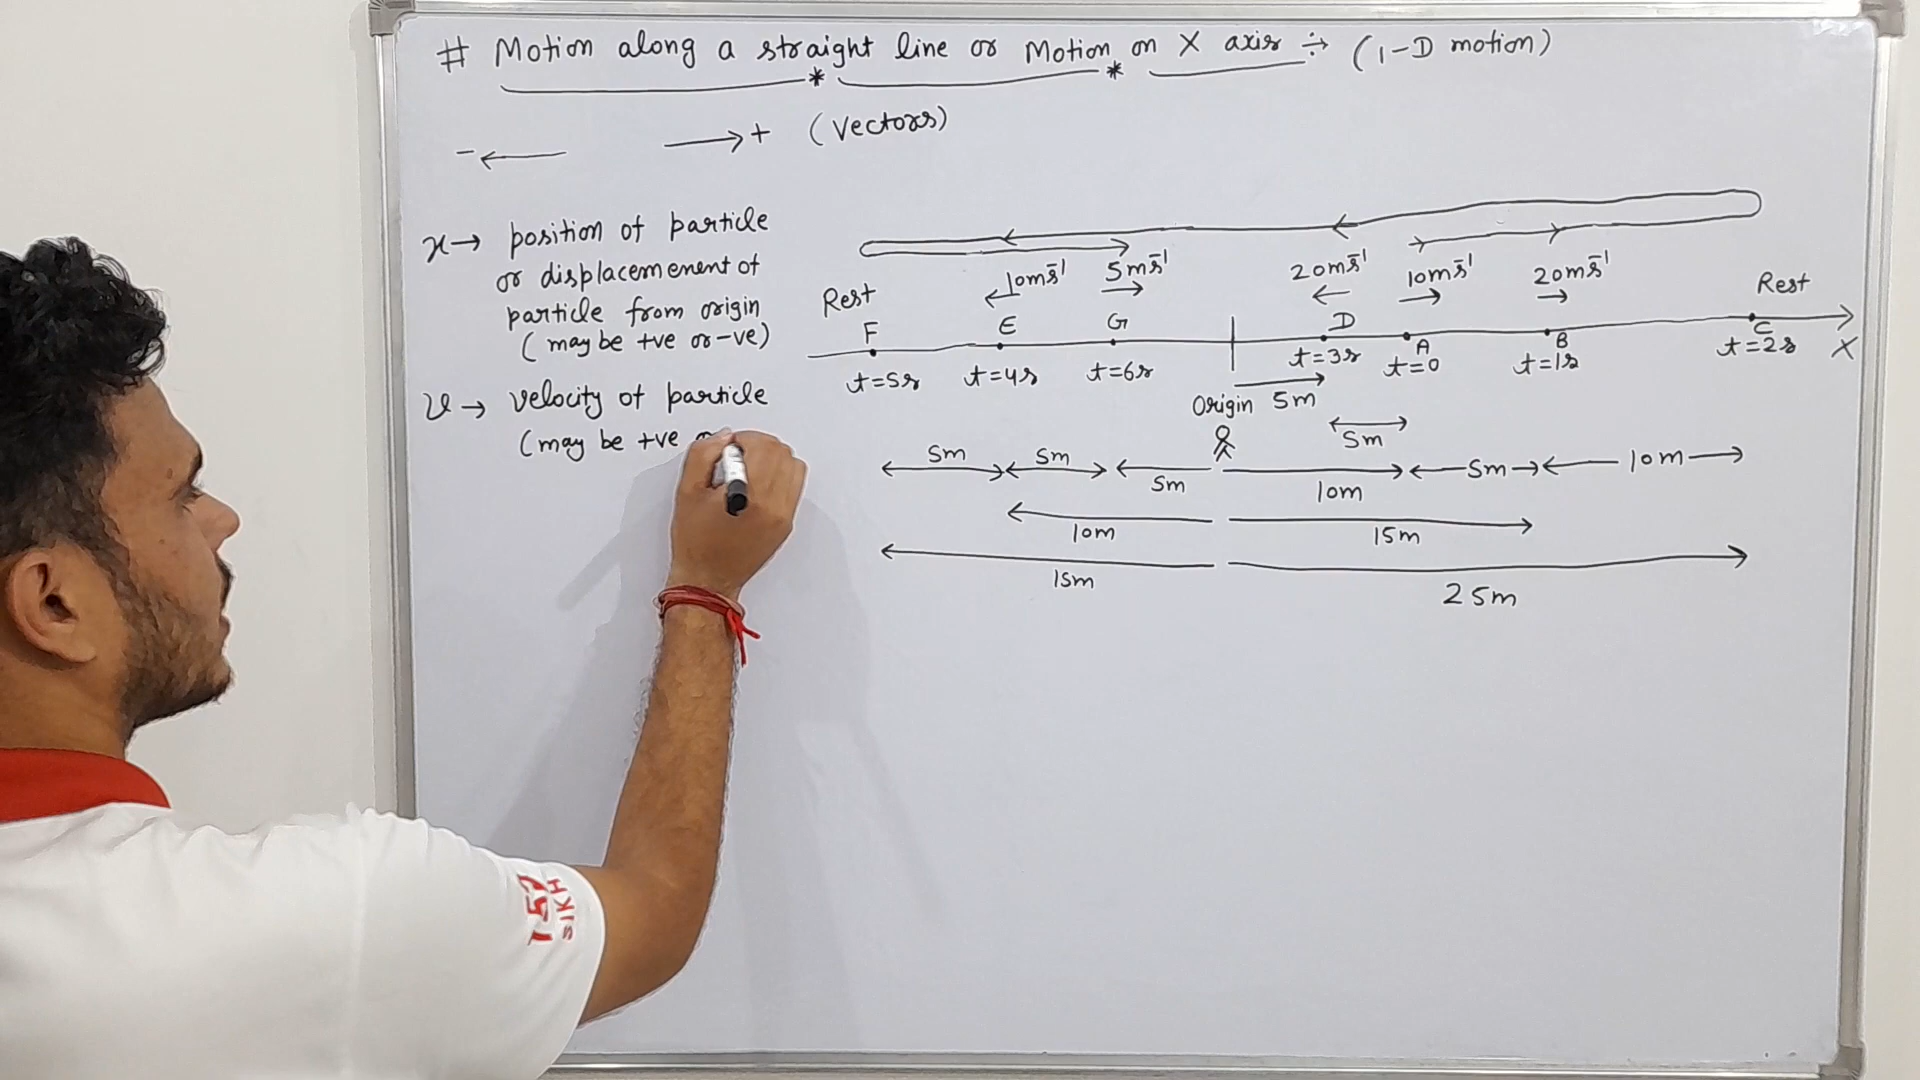 # Motion along a straight line or Motion on X axis ÷ (1-D motion)
- ← → + (Vectors)
x → position of particle
or displacemenent of
particle from origin
(may be +ve or -ve)
v → velocity of particle
(may be +ve
20ms⁻¹ 10ms⁻¹ 20ms⁻¹
10ms⁻¹ 5ms⁻¹
Rest Rest
F E G D A B C
t=5s t=4s t=6s t=3s t=0 t=1s t=2s X
Origin 5m
5m
5m 5m 5m 10m 5m 10m
10m 15m
15m 25m
SIKH